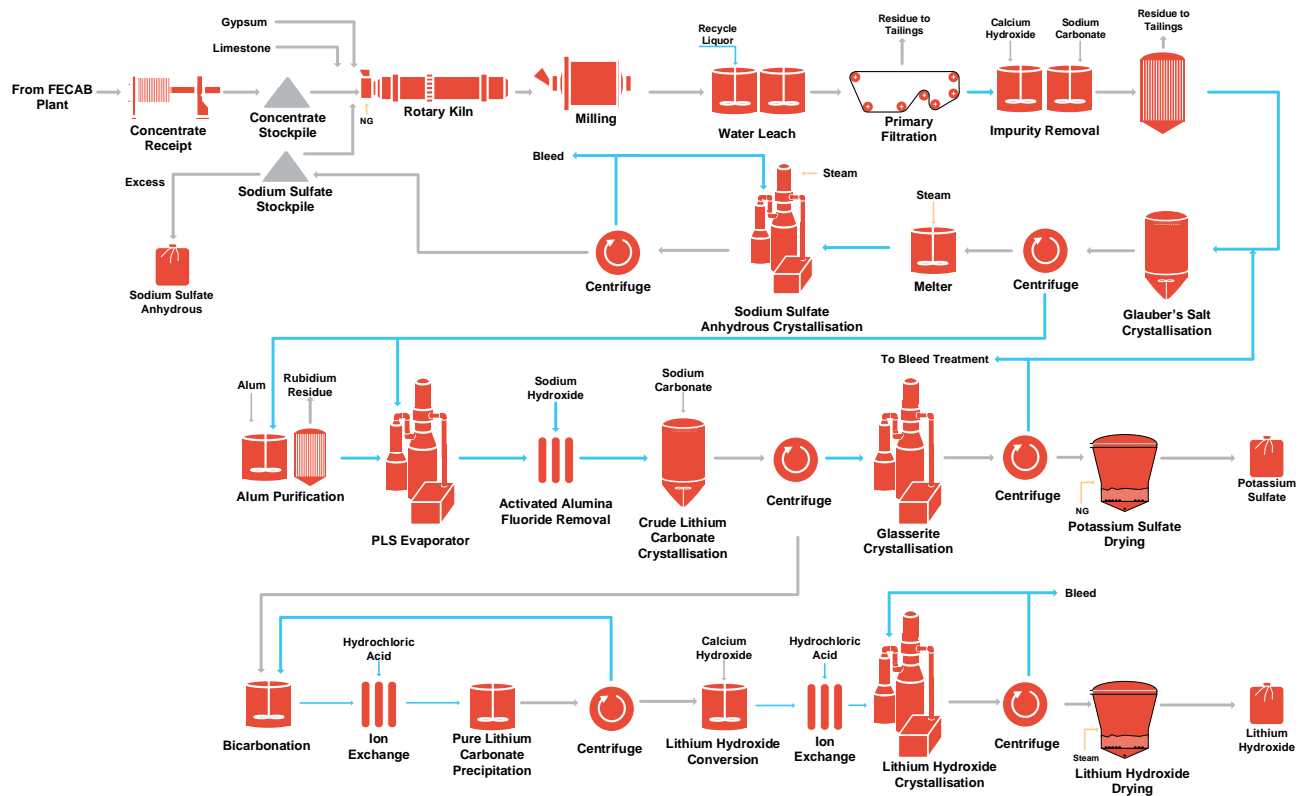 Gypsum
Limestone
From FECAB
Plant
Concentrate
Receipt
Concentrate
Stockpile
NG
Rotary Kiln
Milling
Recycle
Liquor
Water Leach
Residue to
Tailings
Primary
Filtration
Calcium
Hydroxide
Sodium
Carbonate
Impurity Removal
Residue to
Tailings
Excess
Sodium Sulfate
Stockpile
Sodium Sulfate
Anhydrous
Bleed
Centrifuge
Steam
Sodium Sulfate
Anhydrous Crystallisation
Steam
Melter
Centrifuge
Glauber's Salt
Crystallisation
Alum
Rubidium
Residue
Alum Purification
PLS Evaporator
Sodium
Hydroxide
Activated Alumina
Fluoride Removal
Sodium
Carbonate
Crude Lithium
Carbonate
Crystallisation
Centrifuge
Glasserite
Crystallisation
To Bleed Treatment
Centrifuge
NG
Potassium Sulfate
Drying
Potassium
Sulfate
Bicarbonation
Hydrochloric
Acid
Ion
Exchange
Pure Lithium
Carbonate
Precipitation
Centrifuge
Calcium
Hydroxide
Lithium Hydroxide
Conversion
Hydrochloric
Acid
Ion
Exchange
Lithium Hydroxide
Crystallisation
Bleed
Centrifuge
Steam
Lithium Hydroxide
Drying
Lithium
Hydroxide